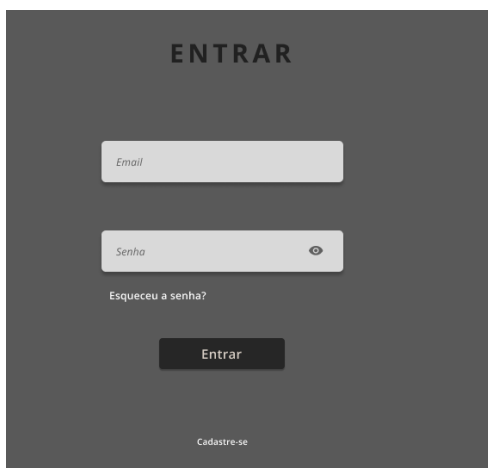 ENTRAR
Email
Senha
Esqueceu a senha?
Entrar
Cadastre-se